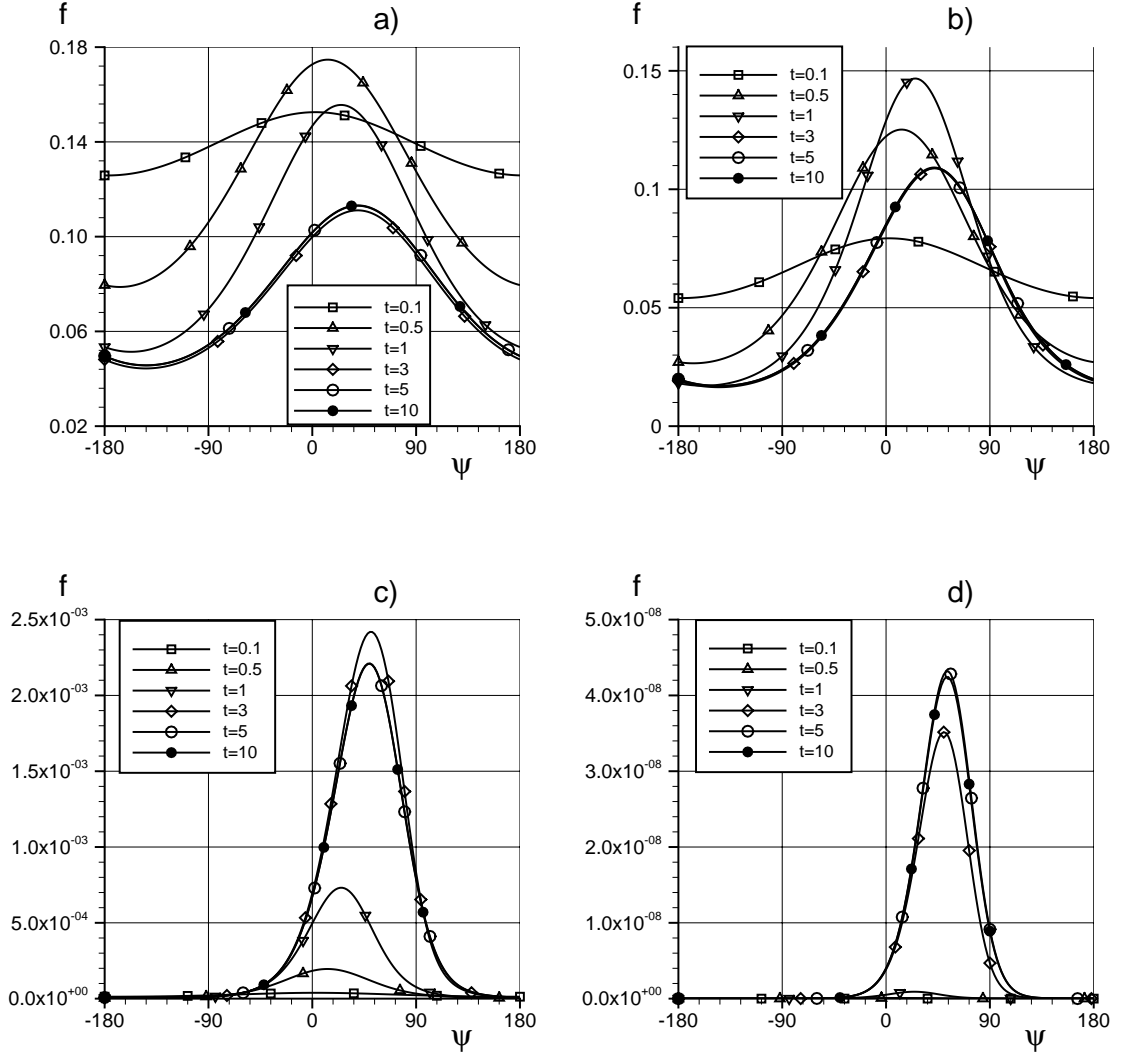 f
a)
0.18
0.14
0.10
0.06
0.02
-180
-90
0
90
180
ψ
t=0.1
t=0.5
t=1
t=3
t=5
t=10
f
b)
0.15
0.1
0.05
0
-180
-90
0
90
180
ψ
t=0.1
t=0.5
t=1
t=3
t=5
t=10
f
c)
2.5x10-03
2.0x10-03
1.5x10-03
1.0x10-03
5.0x10-04
0.0x10+00
-180
-90
0
90
180
ψ
t=0.1
t=0.5
t=1
t=3
t=5
t=10
f
d)
5.0x10-08
4.0x10-08
3.0x10-08
2.0x10-08
1.0x10-08
0.0x10+00
-180
-90
0
90
180
ψ
t=0.1
t=0.5
t=1
t=3
t=5
t=10